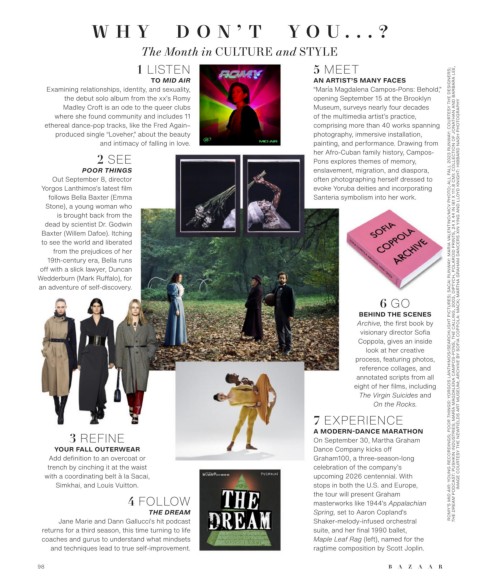 WHY DON'T YOU...?
The Month in CULTURE and STYLE
1 LISTEN
TO MID AIR
Examining relationships, identity, and sexuality,
the debut solo album from the xx's Romy
Madley Croft is an ode to the queer clubs
where she found community and includes 11
ethereal dance-pop tracks, like the Fred Again–
produced single "Loveher," about the beauty
and intimacy of falling in love.
2 SEE
POOR THINGS
Out September 8, director
Yorgos Lanthimos's latest film
follows Bella Baxter (Emma
Stone), a young woman who
is brought back from the
dead by scientist Dr. Godwin
Baxter (Willem Dafoe). Itching
to see the world and liberated
from the prejudices of her
19th-century era, Bella runs
off with a slick lawyer, Duncan
Wedderburn (Mark Ruffalo), for
an adventure of self-discovery.
3 REFINE
YOUR FALL OUTERWEAR
Add definition to an overcoat or
trench by cinching it at the waist
with a coordinating belt à la Sacai,
Simkhai, and Louis Vuitton.
4 FOLLOW
THE DREAM
Jane Marie and Dann Gallucci's hit podcast
returns for a third season, this time turning to life
coaches and gurus to understand what mindsets
and techniques lead to true self-improvement.
ROMY
THE
DREAM
5 MEET
AN ARTIST'S MANY FACES
"María Magdalena Campos-Pons: Behold,"
opening September 15 at the Brooklyn
Museum, surveys nearly four decades
of the multimedia artist's practice,
comprising more than 40 works spanning
photography, immersive installation,
painting, and performance. Drawing from
her Afro-Cuban family history, Campos-
Pons explores themes of memory,
enslavement, migration, and diaspora,
often photographing herself dressed to
evoke Yoruba deities and incorporating
Santería symbolism into her work.
SOFIA
COPPOLA
ARCHIVE
6 GO
BEHIND THE SCENES
Archive, the first book by
visionary director Sofia
Coppola, gives an inside
look at her creative
process, featuring photos,
reference collages, and
annotated scripts from all
eight of her films, including
The Virgin Suicides and
On the Rocks.
7 EXPERIENCE
A MODERN-DANCE MARATHON
On September 30, Martha Graham
Dance Company kicks off
Graham100, a three-season-long
celebration of the company's
upcoming 2026 centennial. With
stops in both the U.S. and Europe,
the tour will present Graham
masterworks like 1944's Appalachian
Spring, set to Aaron Copland's
Shaker-melody-infused orchestral
suite, and her final 1990 ballet,
Maple Leaf Rag (left), named for the
ragtime composition by Scott Joplin.
98
BAZAAR